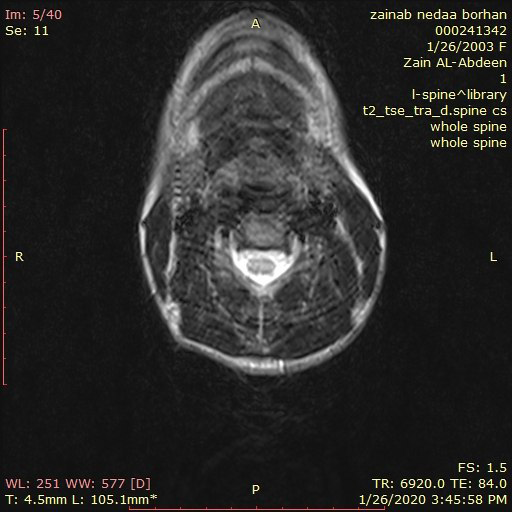 Im: 5/40
Se: 11
A
zainab nedaa borhan
000241342
1/26/2003 F
Zain AL-Abdeen
1
l-spine^library
t2_tse_tra_d.spine cs
whole spine
whole spine
R
L
WL: 251 WW: 577 [D]
T: 4.5mm L: 105.1mm*
P
FS: 1.5
TR: 6920.0 TE: 84.0
1/26/2020 3:45:58 PM